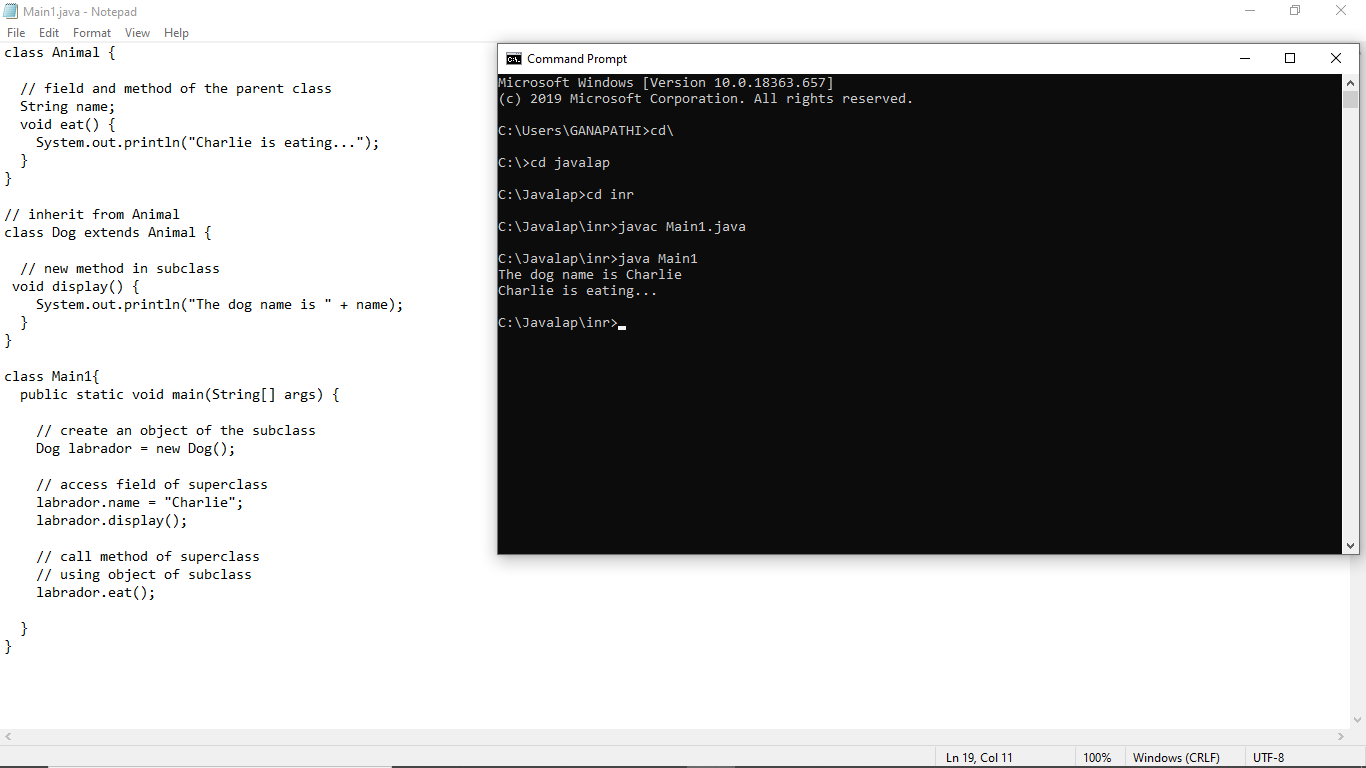 Main1.java - Notepad
File Edit Format View Help
class Animal {
// field and method of the parent class
String name;
void eat() {
System.out.println("Charlie is eating...");
}
}
// inherit from Animal
class Dog extends Animal {
// new method in subclass
void display() {
System.out.println("The dog name is " + name);
}
}
class Main1{
public static void main(String[] args) {
// create an object of the subclass
Dog labrador = new Dog();
// access field of superclass
labrador.name = "Charlie";
labrador.display();
// call method of superclass
// using object of subclass
labrador.eat();
}
}
Command Prompt
Microsoft Windows [Version 10.0.18363.657]
(c) 2019 Microsoft Corporation. All rights reserved.
C:\Users\GANAPATHI>cd\
C:\>cd javalap
C:\Javalap>cd inr
C:\Javalap\inr>javac Main1.java
C:\Javalap\inr>java Main1
The dog name is Charlie
Charlie is eating...
C:\Javalap\inr>
Ln 19, Col 11 100% Windows (CRLF) UTF-8